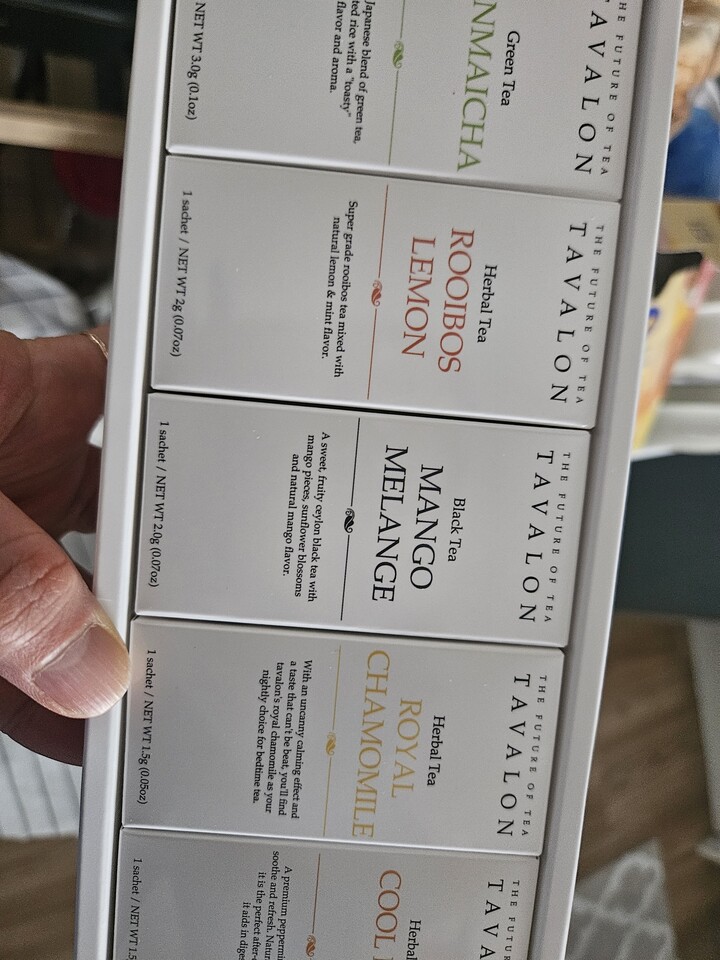 THE FUTURE OF TEA
TAVALON
Green Tea
NMAICHA
Japanese blend of green tea,
ted rice with a "toasty"
flavor and aroma.
NET WT 3.0g (0.1oz)
THE FUTURE OF TEA
TAVALON
Herbal Tea
ROOIBOS
LEMON
Super grade rooibos tea mixed with
natural lemon & mint flavor.
1 sachet / NET WT 2g (0.07oz)
THE FUTURE OF TEA
TAVALON
Black Tea
MANGO
MELANGE
A sweet, fruity ceylon black tea with
mango pieces, sunflower blossoms
and natural mango flavor.
1 sachet / NET WT 2.0g (0.07oz)
THE FUTURE OF TEA
TAVALON
Herbal Tea
ROYAL
CHAMOMILE
With an uncanny calming effect and
a taste that can't be beat, you'll find
tavalon's royal chamomile as your
nightly choice for bedtime tea.
1 sachet / NET WT 1.5g (0.05oz)
THE FUTUR
TAVA
Herbal
COOL
A premium peppermi
soothe and refresh. Natur
it is the perfect after-
it aids in diges
1 sachet / NET WT 1.5